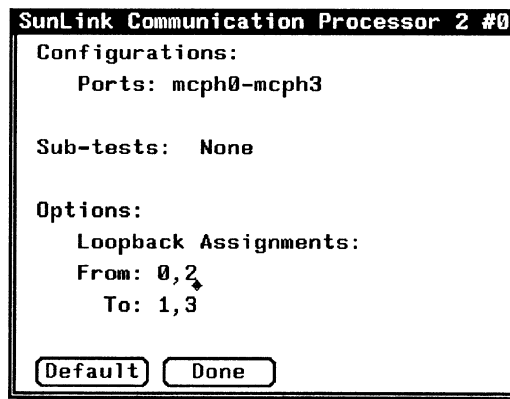 SunLink Communication Processor 2 #0
Configurations:
Ports: mcph0-mcph3
Sub-tests: None
Options:
Loopback Assignments:
From: 0,2
To: 1,3
Default Done